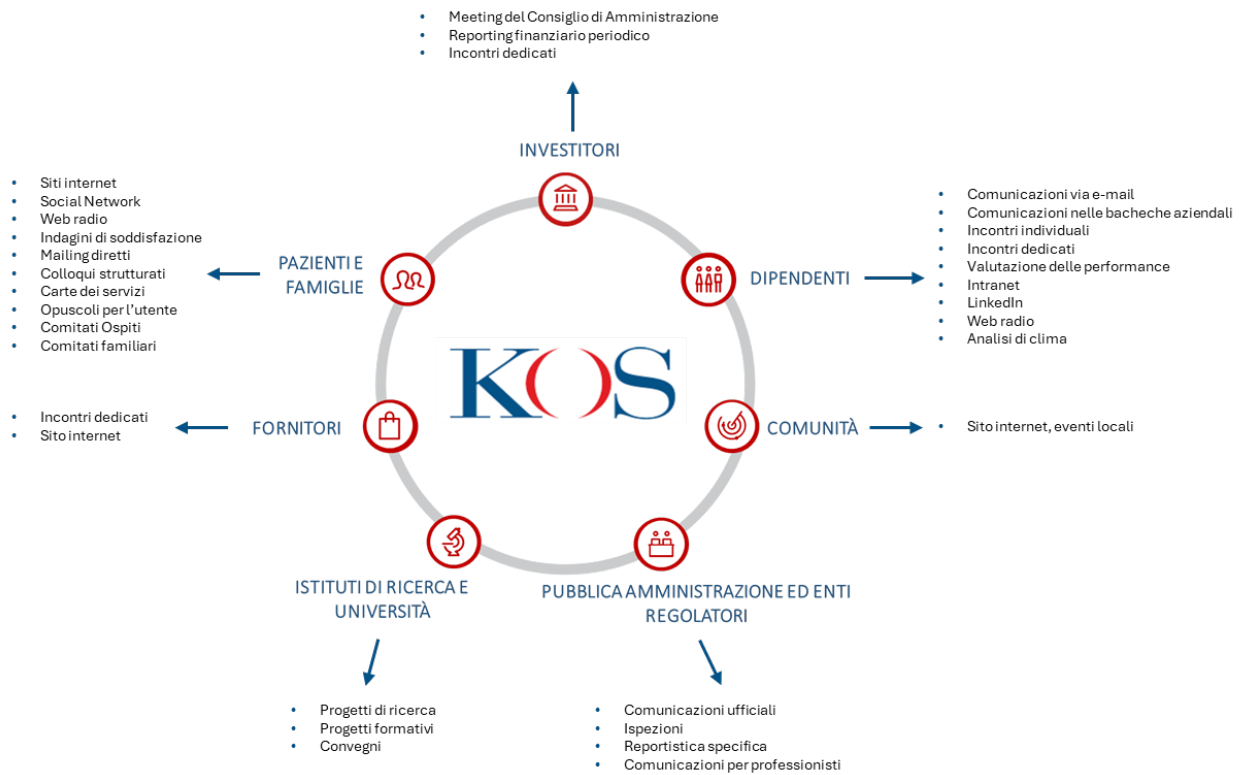 • Meeting del Consiglio di Amministrazione
• Reporting finanziario periodico
• Incontri dedicati
INVESTITORI
• Siti internet
• Social Network
• Web radio
• Indagini di soddisfazione
• Mailing diretti
• Colloqui strutturati
• Carte dei servizi
• Opuscoli per l'utente
• Comitati Ospiti
• Comitati familiari
PAZIENTI E
FAMIGLIE
DIPENDENTI
• Comunicazioni via e-mail
• Comunicazioni nelle bacheche aziendali
• Incontri individuali
• Incontri dedicati
• Valutazione delle performance
• Intranet
• LinkedIn
• Web radio
• Analisi di clima
KOS
• Incontri dedicati
• Sito internet
FORNITORI
COMUNITÀ
• Sito internet, eventi locali
ISTITUTI DI RICERCA E
UNIVERSITÀ
PUBBLICA AMMINISTRAZIONE ED ENTI
REGOLATORI
• Progetti di ricerca
• Progetti formativi
• Convegni
• Comunicazioni ufficiali
• Ispezioni
• Reportistica specifica
• Comunicazioni per professionisti